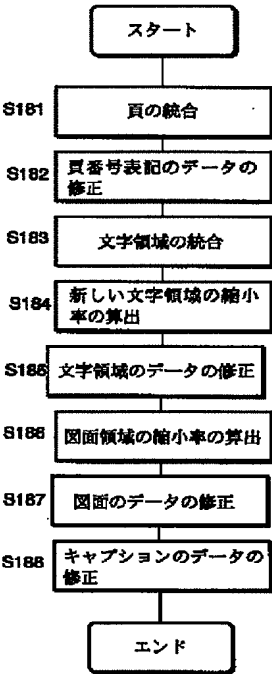 スタート
S181
頁の統合
S182
頁番号表記のデータの
修正
S183
文字領域の統合
S184
新しい文字領域の縮小
率の算出
S185
文字領域のデータの修正
S186
図面領域の縮小率の算出
S187
図面のデータの修正
S188
キャプションのデータの
修正
エンド